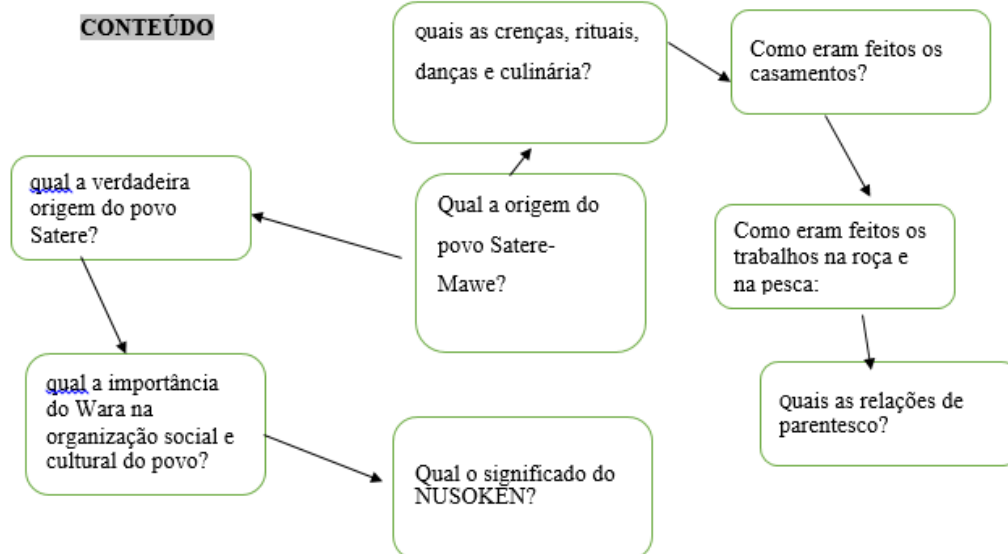 CONTEÚDO
quais as crenças, rituais,
danças e culinária?
Como eram feitos os
casamentos?
qual a verdadeira
origem do povo
Satere?
Qual a origem do
povo Satere-
Mawe?
Como eram feitos os
trabalhos na roça e
na pesca:
qual a importância
do Wara na
organização social e
cultural do povo?
Qual o significado do
NUSOKEN?
Quais as relações de
parentesco?